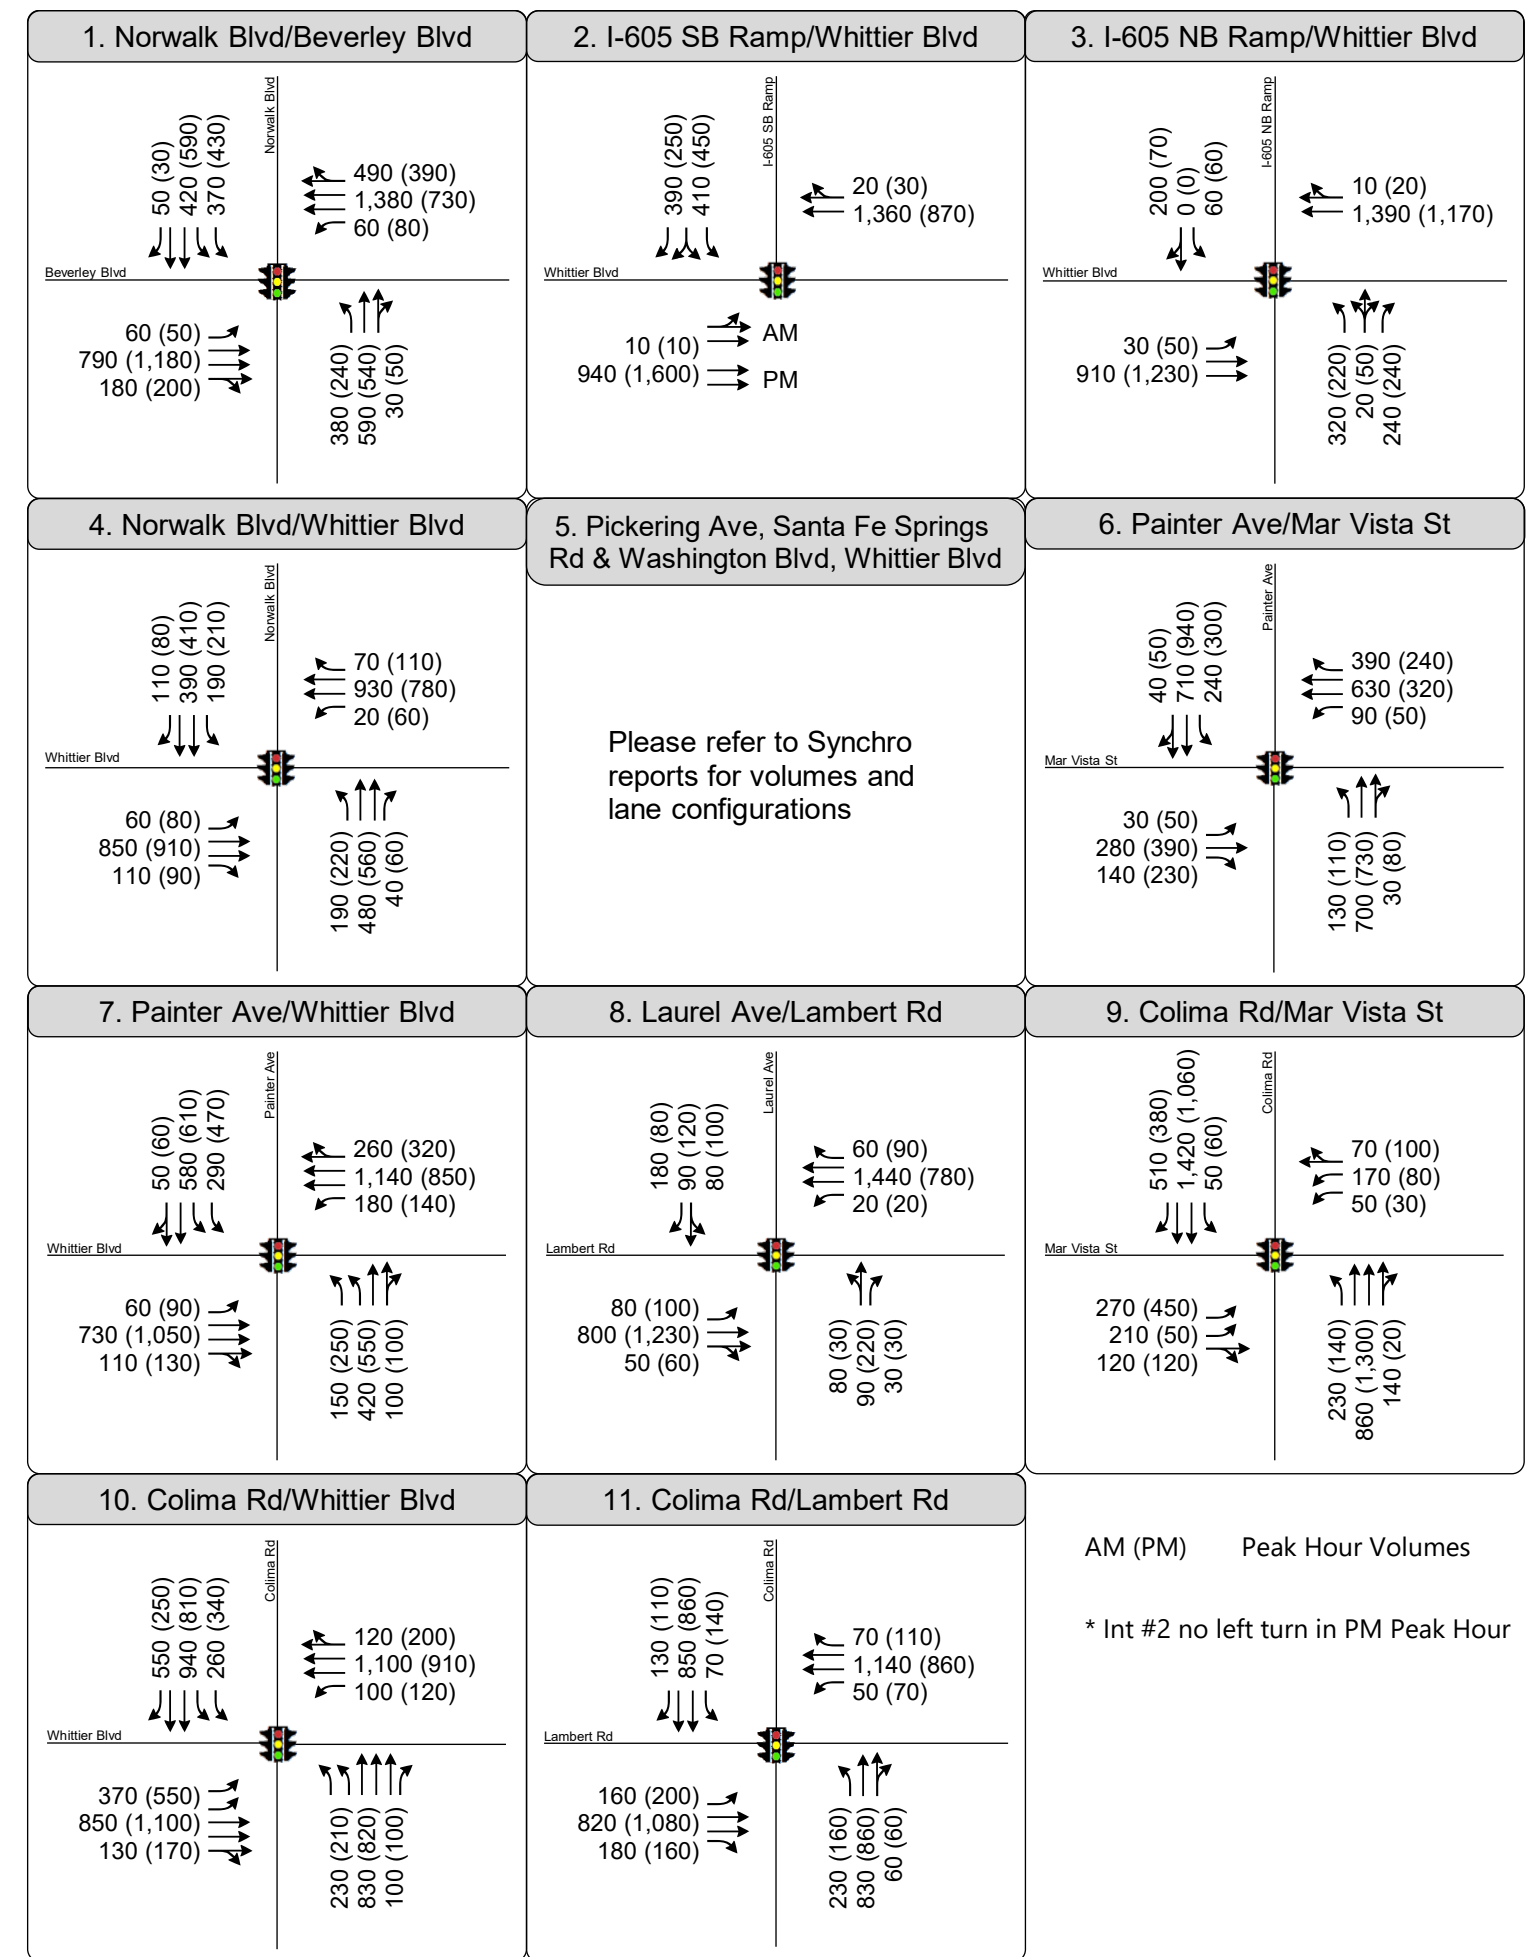 1. Norwalk Blvd/Beverley Blvd
Norwalk Blvd
50 (30)
420 (590)
370 (430)
490 (390)
1,380 (730)
60 (80)
Beverley Blvd
60 (50)
790 (1,180)
180 (200)
380 (240)
590 (540)
30 (50)
2. I-605 SB Ramp/Whittier Blvd
I-605 SB Ramp
390 (250)
410 (450)
20 (30)
1,360 (870)
Whittier Blvd
10 (10)
940 (1,600)
AM
PM
3. I-605 NB Ramp/Whittier Blvd
I-605 NB Ramp
200 (70)
0 (0)
60 (60)
10 (20)
1,390 (1,170)
Whittier Blvd
30 (50)
910 (1,230)
320 (220)
20 (50)
240 (240)
4. Norwalk Blvd/Whittier Blvd
Norwalk Blvd
110 (80)
390 (410)
190 (210)
70 (110)
930 (780)
20 (60)
Whittier Blvd
60 (80)
850 (910)
110 (90)
190 (220)
480 (560)
40 (60)
5. Pickering Ave, Santa Fe Springs
Rd & Washington Blvd, Whittier Blvd
Please refer to Synchro
reports for volumes and
lane configurations
6. Painter Ave/Mar Vista St
Painter Ave
40 (50)
710 (940)
240 (300)
390 (240)
630 (320)
90 (50)
Mar Vista St
30 (50)
280 (390)
140 (230)
130 (110)
700 (730)
30 (80)
7. Painter Ave/Whittier Blvd
Painter Ave
50 (60)
580 (610)
290 (470)
260 (320)
1,140 (850)
180 (140)
Whittier Blvd
60 (90)
730 (1,050)
110 (130)
150 (250)
420 (550)
100 (100)
8. Laurel Ave/Lambert Rd
Laurel Ave
180 (80)
90 (120)
80 (100)
60 (90)
1,440 (780)
20 (20)
Lambert Rd
80 (100)
800 (1,230)
50 (60)
80 (30)
90 (220)
30 (30)
9. Colima Rd/Mar Vista St
Colima Rd
510 (380)
1,420 (1,060)
50 (60)
70 (100)
170 (80)
50 (30)
Mar Vista St
270 (450)
210 (50)
120 (120)
230 (140)
860 (1,300)
140 (20)
10. Colima Rd/Whittier Blvd
Colima Rd
550 (250)
940 (810)
260 (340)
120 (200)
1,100 (910)
100 (120)
Whittier Blvd
370 (550)
850 (1,100)
130 (170)
230 (210)
830 (820)
100 (100)
11. Colima Rd/Lambert Rd
Colima Rd
130 (110)
850 (860)
70 (140)
70 (110)
1,140 (860)
50 (70)
Lambert Rd
160 (200)
820 (1,080)
180 (160)
230 (160)
830 (860)
60 (60)
AM (PM) Peak Hour Volumes
* Int #2 no left turn in PM Peak Hour